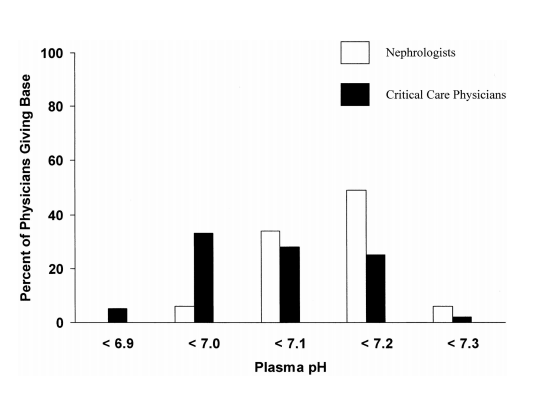 Nephrologists
Critical Care Physicians
Percent of Physicians Giving Base
100
80
60
40
20
0
< 6.9 < 7.0 < 7.1 < 7.2 < 7.3
Plasma pH